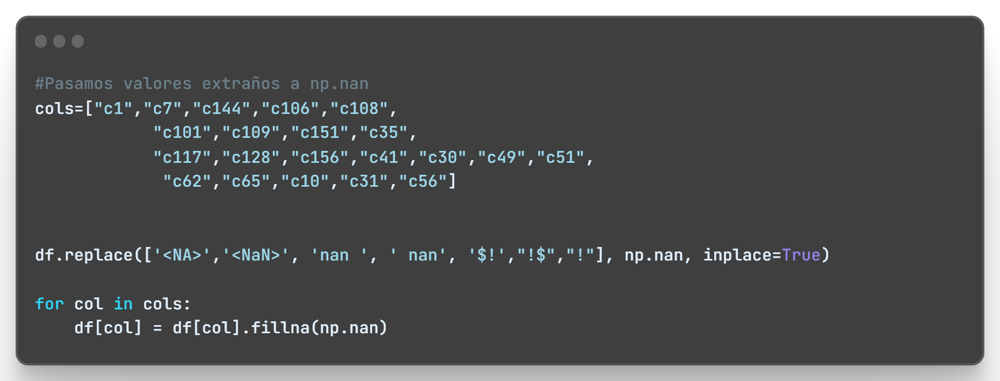 #Pasamos valores extraños a np.nan
cols=["c1","c7","c144","c106","c108",
            "c101","c109","c151","c35",
            "c117","c128","c156","c41","c30","c49","c51",
             "c62","c65","c10","c31","c56"]
df.replace(['<NA>','<NaN>', 'nan ', ' nan', '$!',"!$","!"], np.nan, inplace=True)
for col in cols:
    df[col] = df[col].fillna(np.nan)